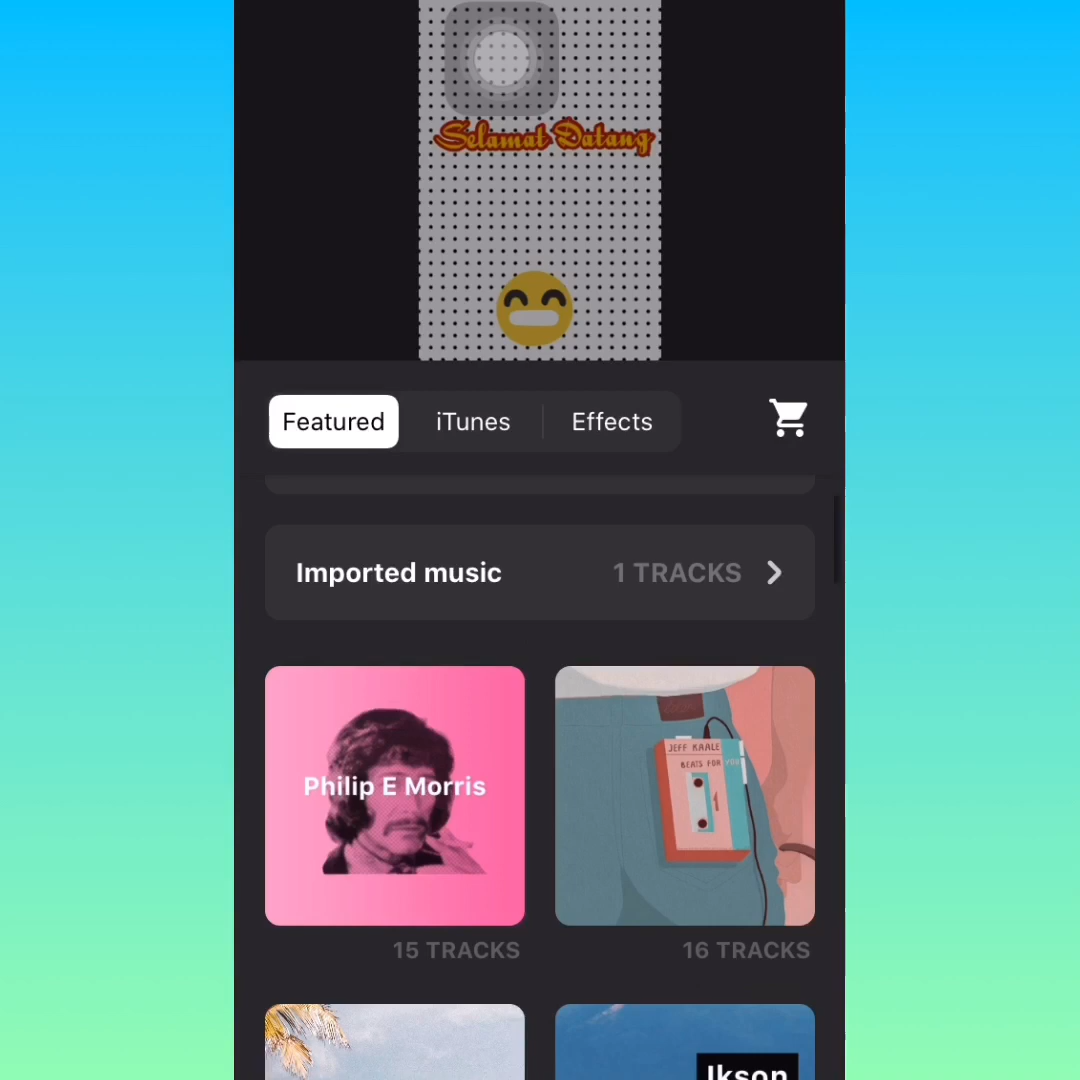 Selamat Datang
Featured
iTunes
Effects
Imported music
1 TRACKS
Philip E Morris
JEFF KAALE
BEATS FOR YOU
15 TRACKS
16 TRACKS
Ikson